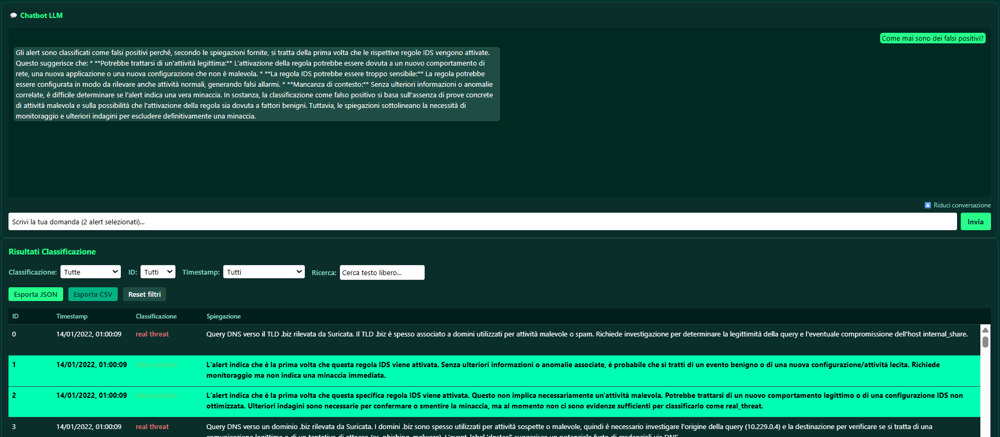 Chatbot LLM
Come mai sono dei falsi positivi?
Gli alert sono classificati come falsi positivi perché, secondo le spiegazioni fornite, si tratta della prima volta che le rispettive regole IDS vengono attivate.
Questo suggerisce che: * **Potrebbe trattarsi di un'attività legittima:** L'attivazione della regola potrebbe essere dovuta a un nuovo comportamento di
rete, una nuova applicazione o una nuova configurazione che non è malevola. * **La regola IDS potrebbe essere troppo sensibile:** La regola potrebbe
essere configurata in modo da rilevare anche attività normali, generando falsi allarmi. * **Mancanza di contesto:** Senza ulteriori informazioni o anomalie
correlate, è difficile determinare se l'alert indica una vera minaccia. In sostanza, la classificazione come falso positivo si basa sull'assenza di prove concrete
di attività malevola e sulla possibilità che l'attivazione della regola sia dovuta a fattori benigni. Tuttavia, le spiegazioni sottolineano la necessità di
monitoraggio e ulteriori indagini per escludere definitivamente una minaccia.
Riduci conversazione
Scrivi la tua domanda (2 alert selezionati)... Invia
Risultati Classificazione
Classificazione: Tutte ID: Tutti Timestamp: Tutti Ricerca: Cerca testo libero...
Esporta JSON Esporta CSV Reset filtri
ID Timestamp Classificazione Spiegazione
0 14/01/2022, 01:00:09 real threat Query DNS verso il TLD .biz rilevata da Suricata. Il TLD .biz è spesso associato a domini utilizzati per attività malevole o spam. Richiede investigazione per determinare la legittimità della query e l'eventuale compromissione dell'host internal_share.
1 14/01/2022, 01:00:09 false positive L'alert indica che è la prima volta che questa regola IDS viene attivata. Senza ulteriori informazioni o anomalie associate, è probabile che si tratti di un evento benigno o di una nuova configurazione/attività lecita. Richiede
monitoraggio ma non indica una minaccia immediata.
2 14/01/2022, 01:00:09 false positive L'alert indica che è la prima volta che questa specifica regola IDS viene attivata. Questo non implica necessariamente un'attività malevola. Potrebbe trattarsi di un nuovo comportamento legittimo o di una configurazione IDS non
ottimizzata. Ulteriori indagini sono necessarie per confermare o smentire la minaccia, ma al momento non ci sono evidenze sufficienti per classificarlo come real_threat.
3 14/01/2022, 01:00:09 real threat Query DNS verso un dominio .biz rilevata da Suricata. I domini .biz sono spesso utilizzati per attività sospette o malevole, quindi è necessario investigare l'origine della query (10.229.0.4) e la destinazione per verificare se si tratta di una
comunicazione legittima o di un tentativo di attacco (es. phishing, malware). L'event_label 'dnsteal' suggerisce un potenziale furto di credenziali via DNS.